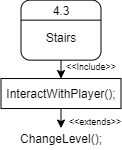 4.3
Stairs
<<Include>>
InteractWithPlayer();
<<extends>>
ChangeLevel();